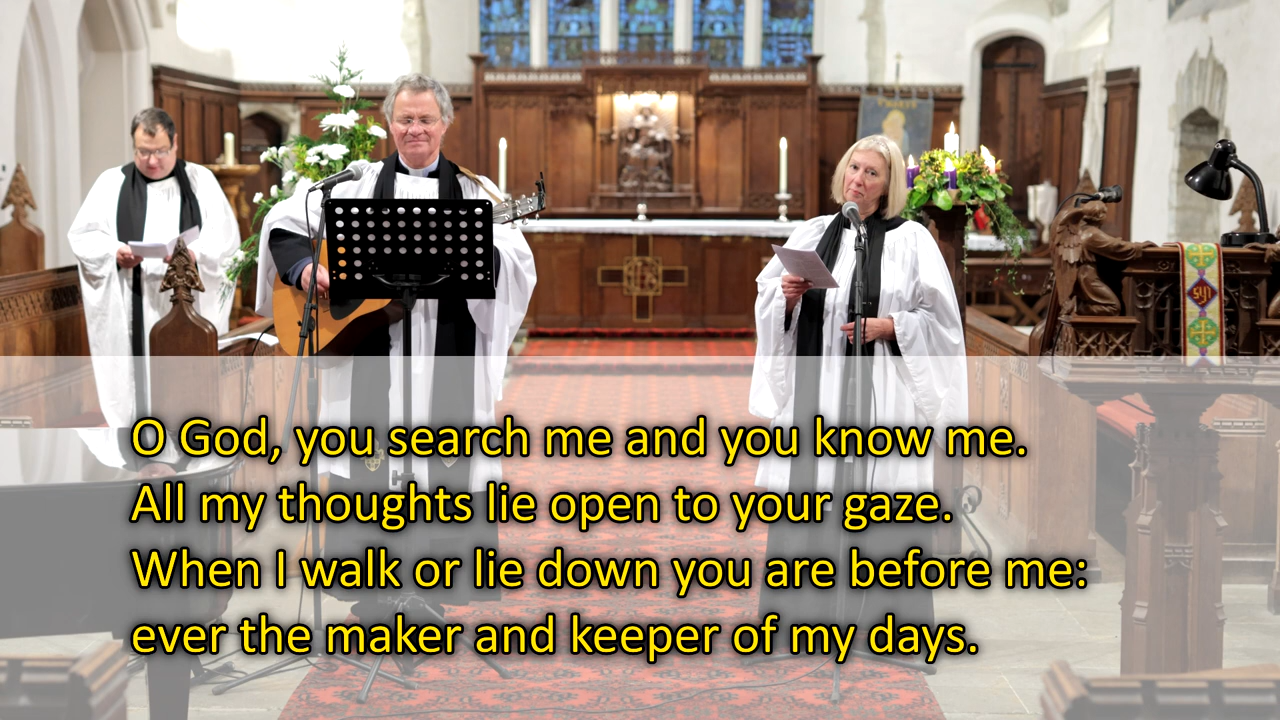 O God, you search me and you know me.
All my thoughts lie open to your gaze.
When I walk or lie down you are before me:
ever the maker and keeper of my days.